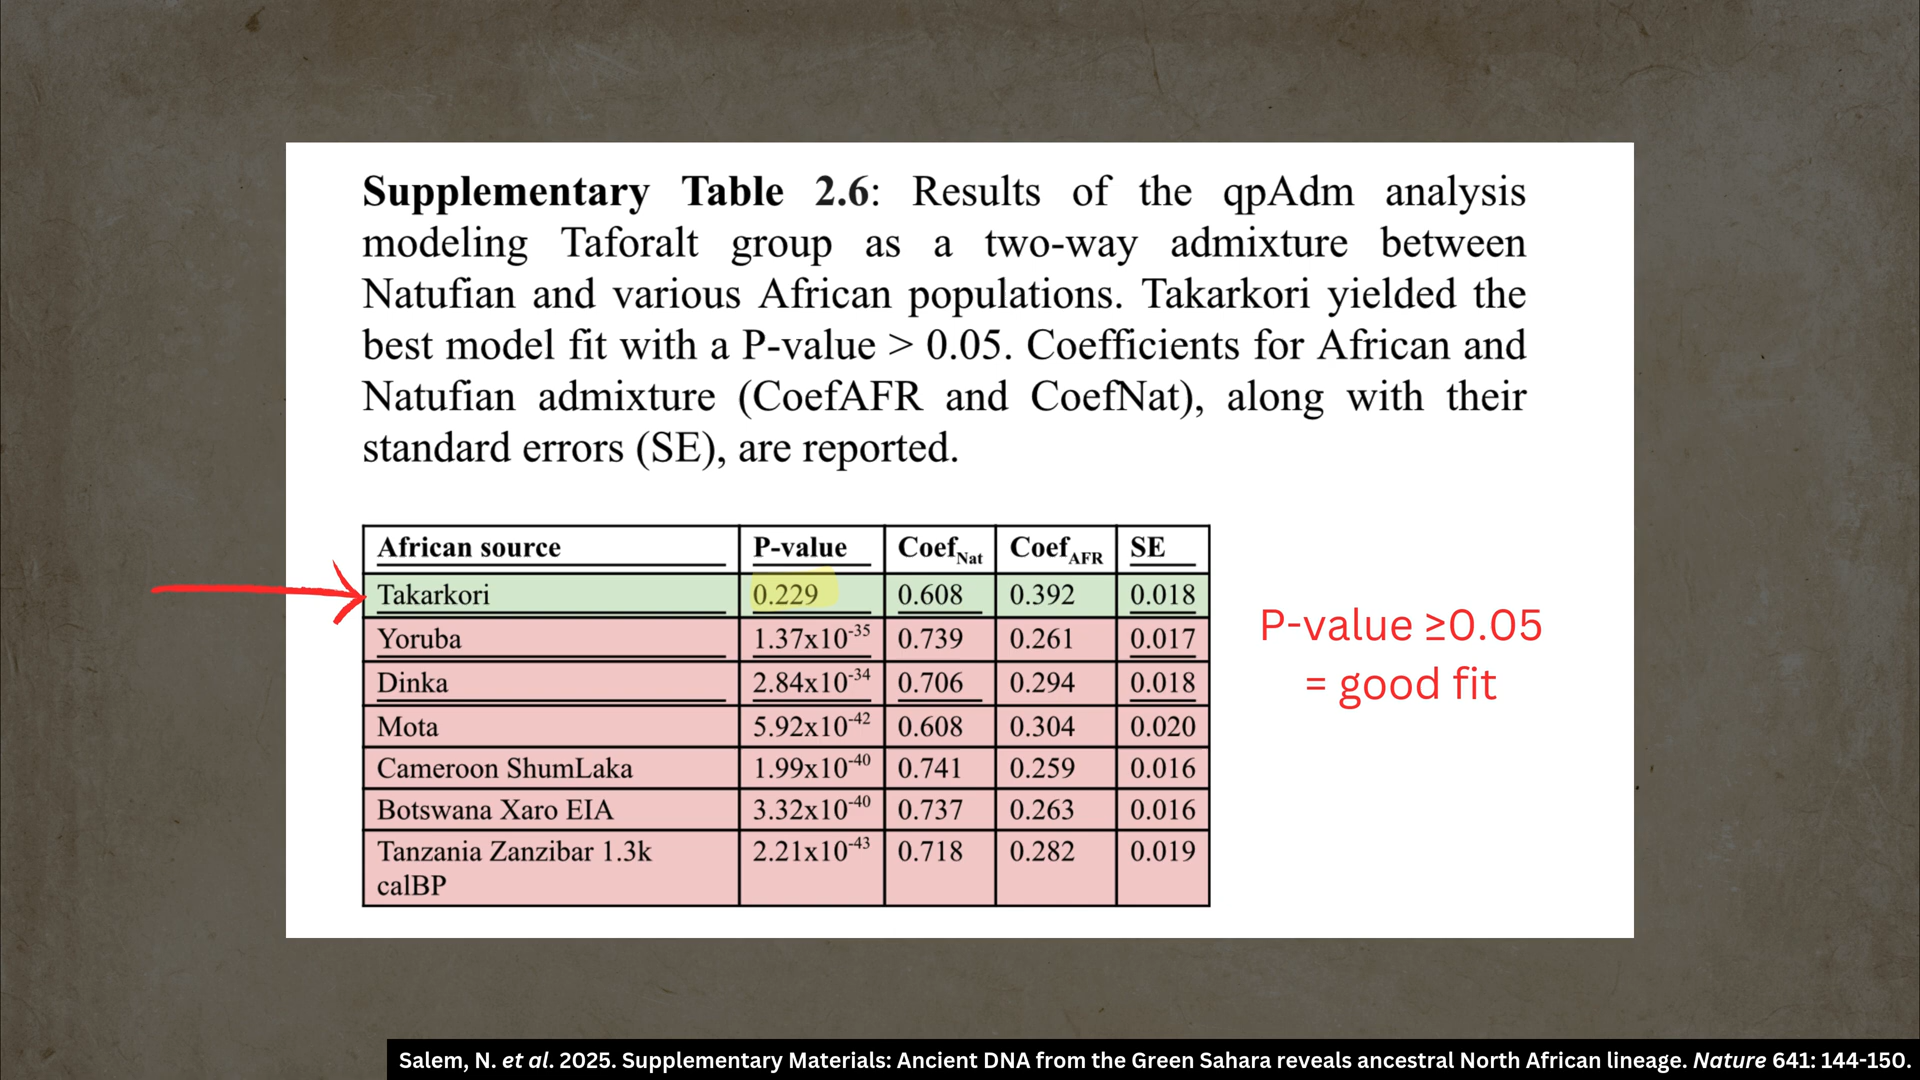 Supplementary Table 2.6: Results of the qpAdm analysis
modeling Taforalt group as a two-way admixture between
Natufian and various African populations. Takarkori yielded the
best model fit with a P-value > 0.05. Coefficients for African and
Natufian admixture (CoefAFR and CoefNat), along with their
standard errors (SE), are reported.
African source P-value Coef_Nat Coef_AFR SE
Takarkori 0.229 0.608 0.392 0.018
Yoruba 1.37x10^-35 0.739 0.261 0.017
Dinka 2.84x10^-34 0.706 0.294 0.018
Mota 5.92x10^-42 0.608 0.304 0.020
Cameroon ShumLaka 1.99x10^-40 0.741 0.259 0.016
Botswana Xaro EIA 3.32x10^-40 0.737 0.263 0.016
Tanzania Zanzibar 1.3k 2.21x10^-43 0.718 0.282 0.019
calBP
P-value ≥0.05
= good fit
Salem, N. et al. 2025. Supplementary Materials: Ancient DNA from the Green Sahara reveals ancestral North African lineage. Nature 641: 144-150.